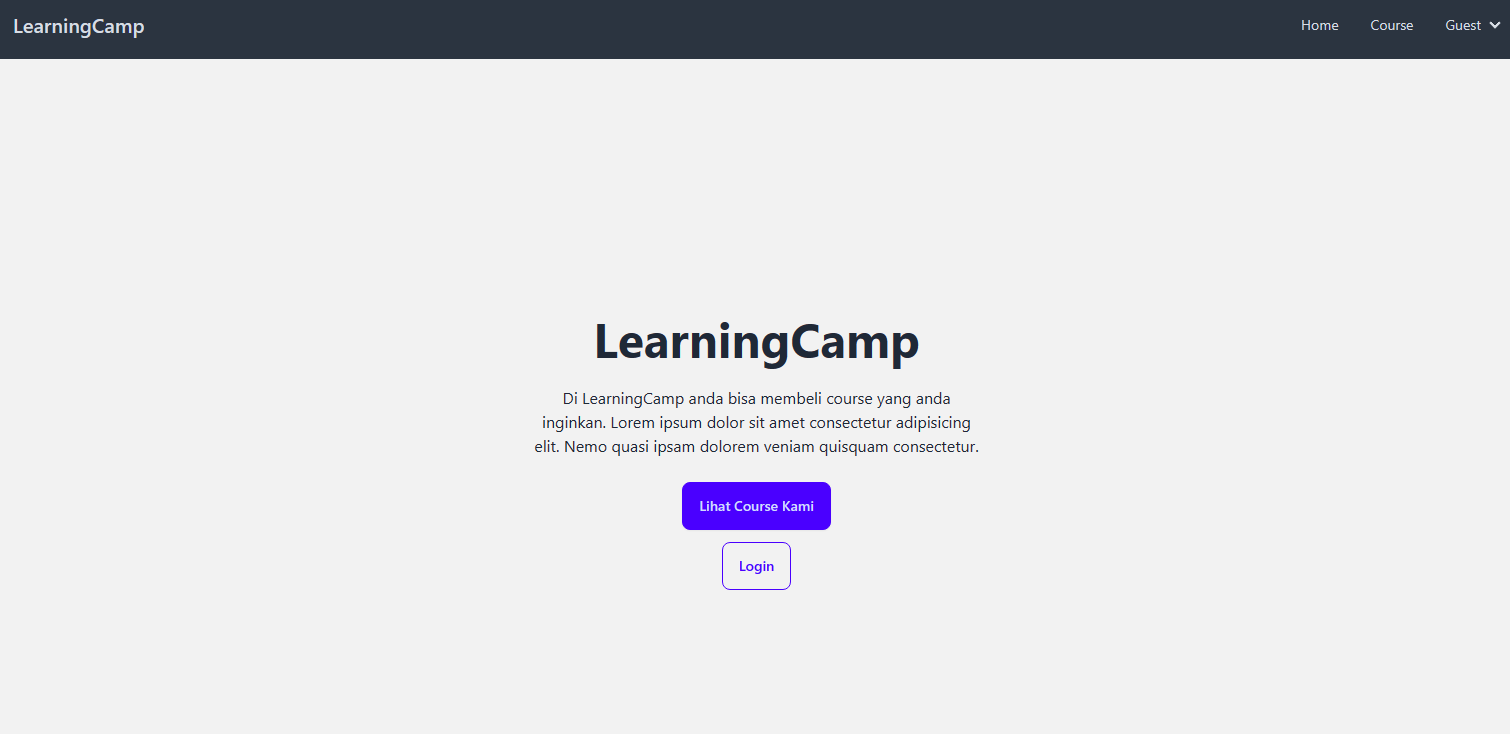 LearningCamp
Home
Course
Guest
LearningCamp
Di LearningCamp anda bisa membeli course yang anda
inginkan. Lorem ipsum dolor sit amet consectetur adipisicing
elit. Nemo quasi ipsam dolorem veniam quisquam consectetur.
Lihat Course Kami
Login